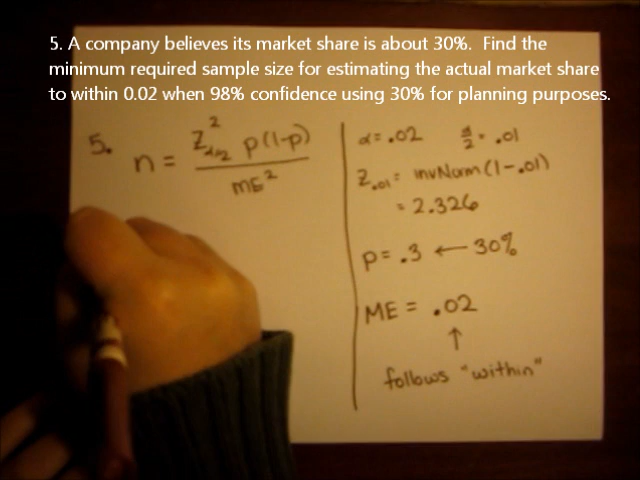 5. A company believes its market share is about 30%.  Find the
minimum required sample size for estimating the actual market share
to within 0.02 when 98% confidence using 30% for planning purposes.
5.
n = Z²α/2 p(1-p) / ME²
α = .02  α/2 = .01
Z.01 = invNorm(1-.01)
= 2.326
p = .3 ← 30%
ME = .02
↑
follows "within"